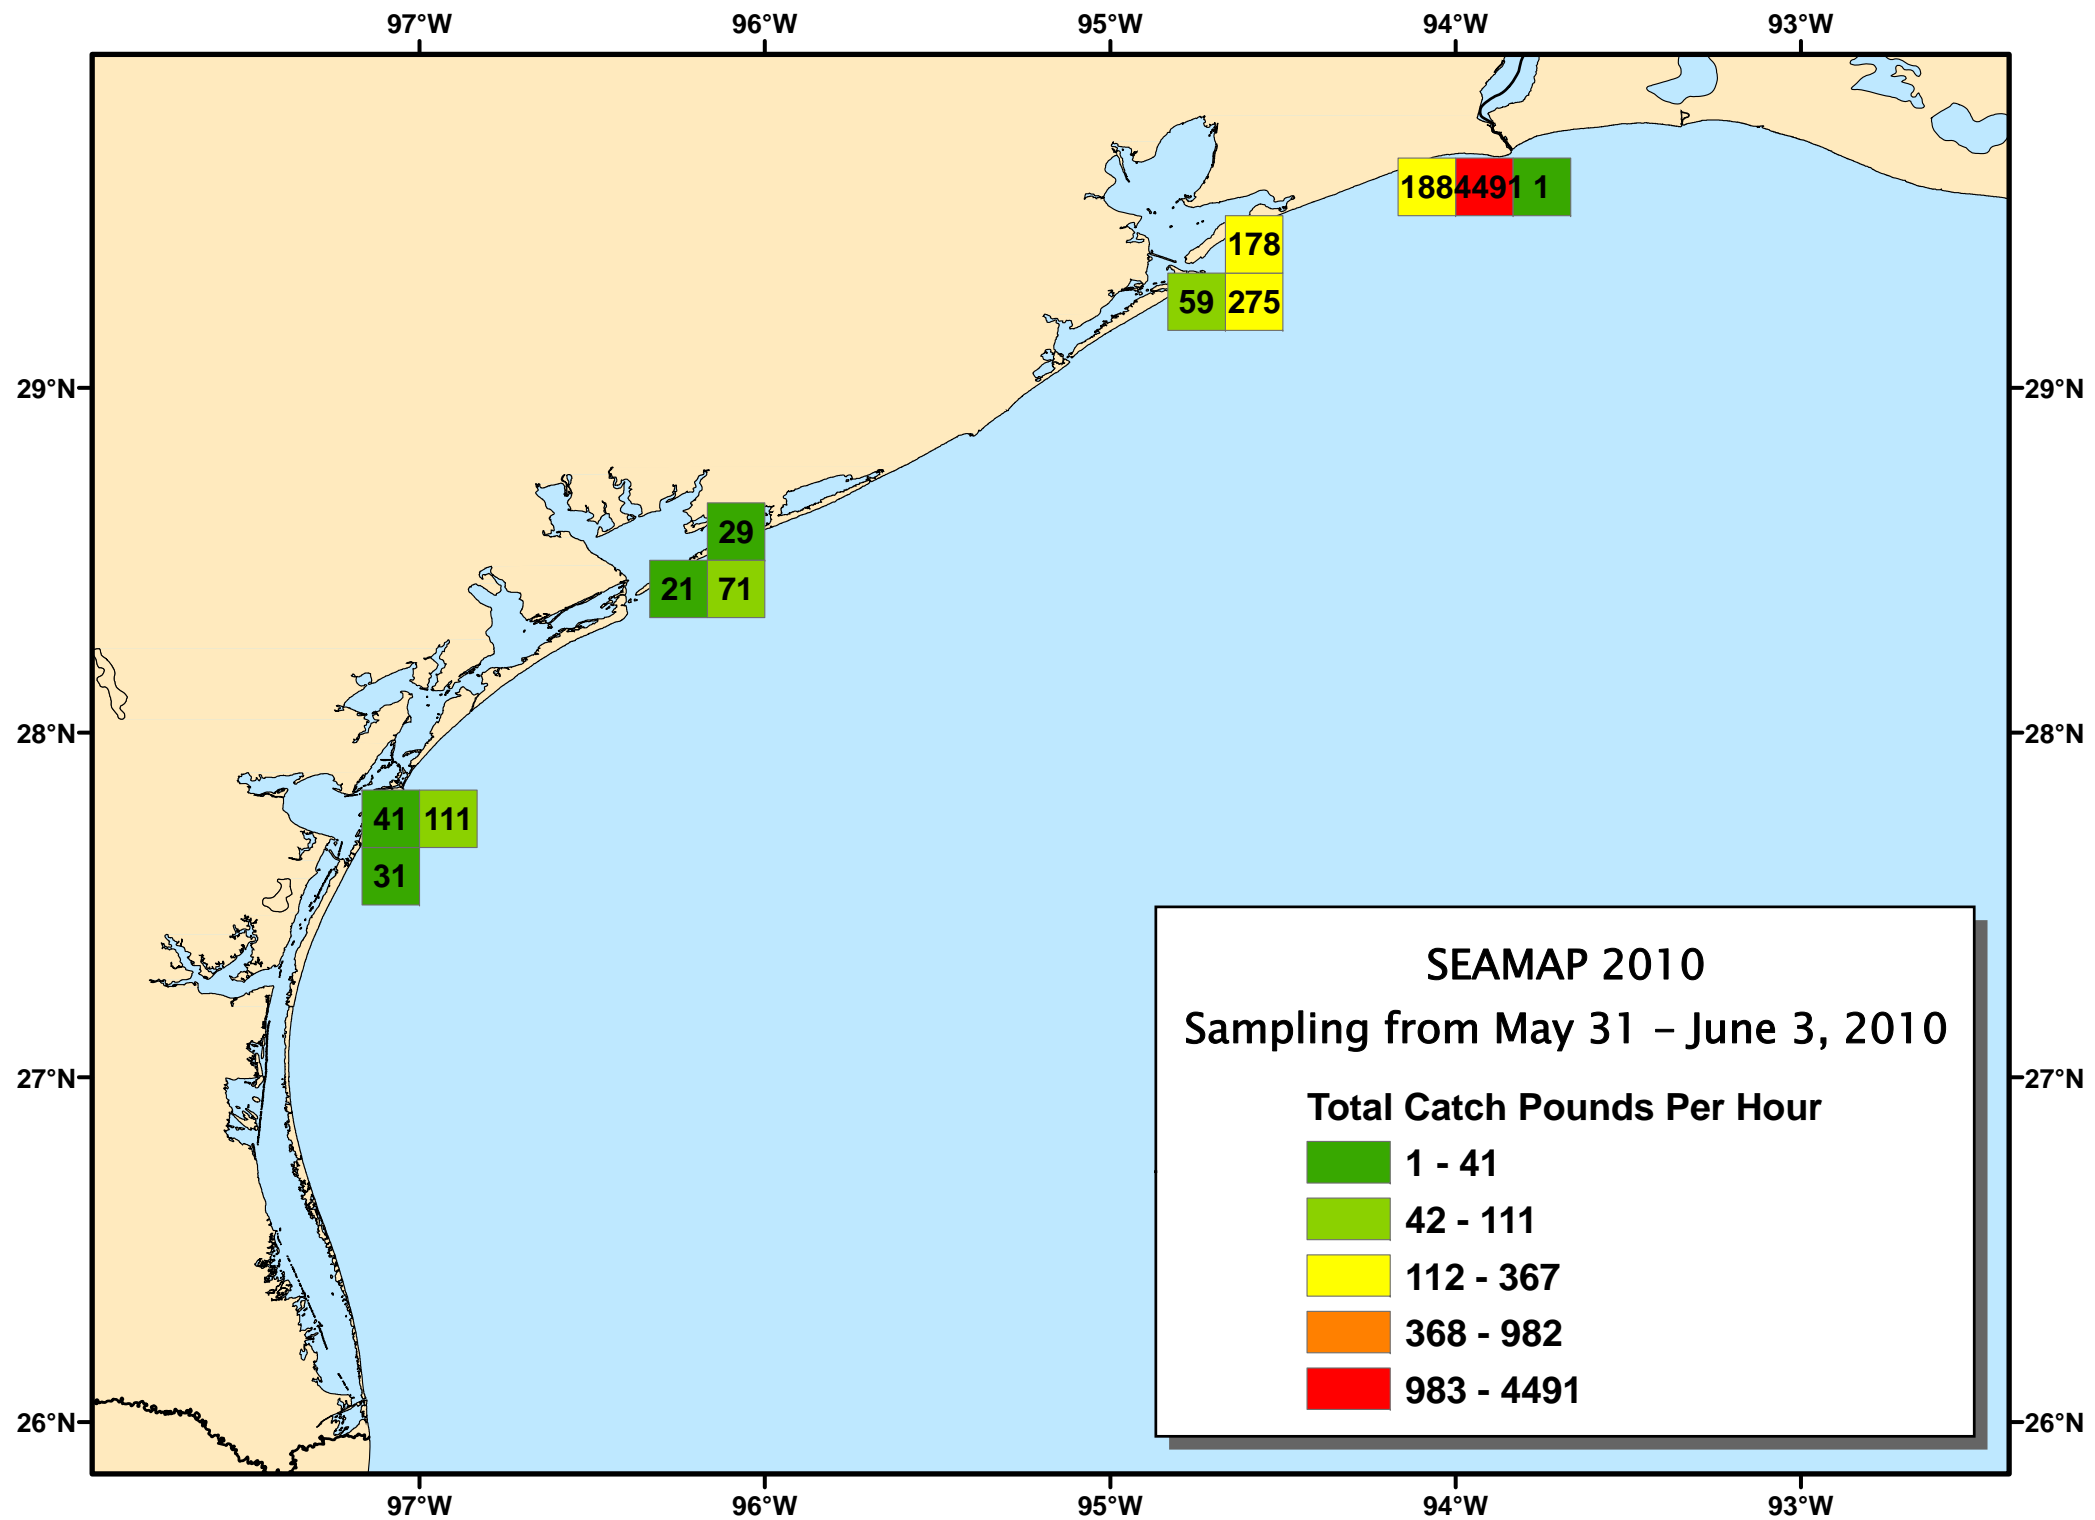 97°W 96°W 95°W 94°W 93°W
188 4491 1
178
59 275
29°N 29°N
29
21 71
28°N 28°N
41 111
31
SEAMAP 2010
Sampling from May 31 – June 3, 2010
27°N 27°N
Total Catch Pounds Per Hour
1 - 41
42 - 111
112 - 367
368 - 982
983 - 4491
26°N 26°N
97°W 96°W 95°W 94°W 93°W